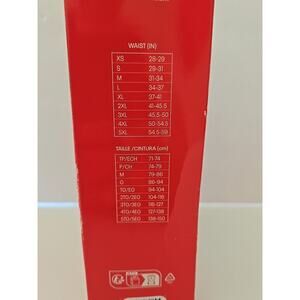 WAIST (IN)
XS 28-29
S 29-31
M 31-34
L 34-37
XL 37-41
2XL 41-45.5
3XL 45.5-50
4XL 50-54.5
5XL 54.5-59
TAILLE/CINTURA (cm)
TP/ECH 71-74
P/CH 74-79
M 79-86
G 86-94
TG/EG 94-104
2TG/2EG 104-116
3TG/3EG 116-127
4TG/4EG 127-138
5TG/5EG 138-150